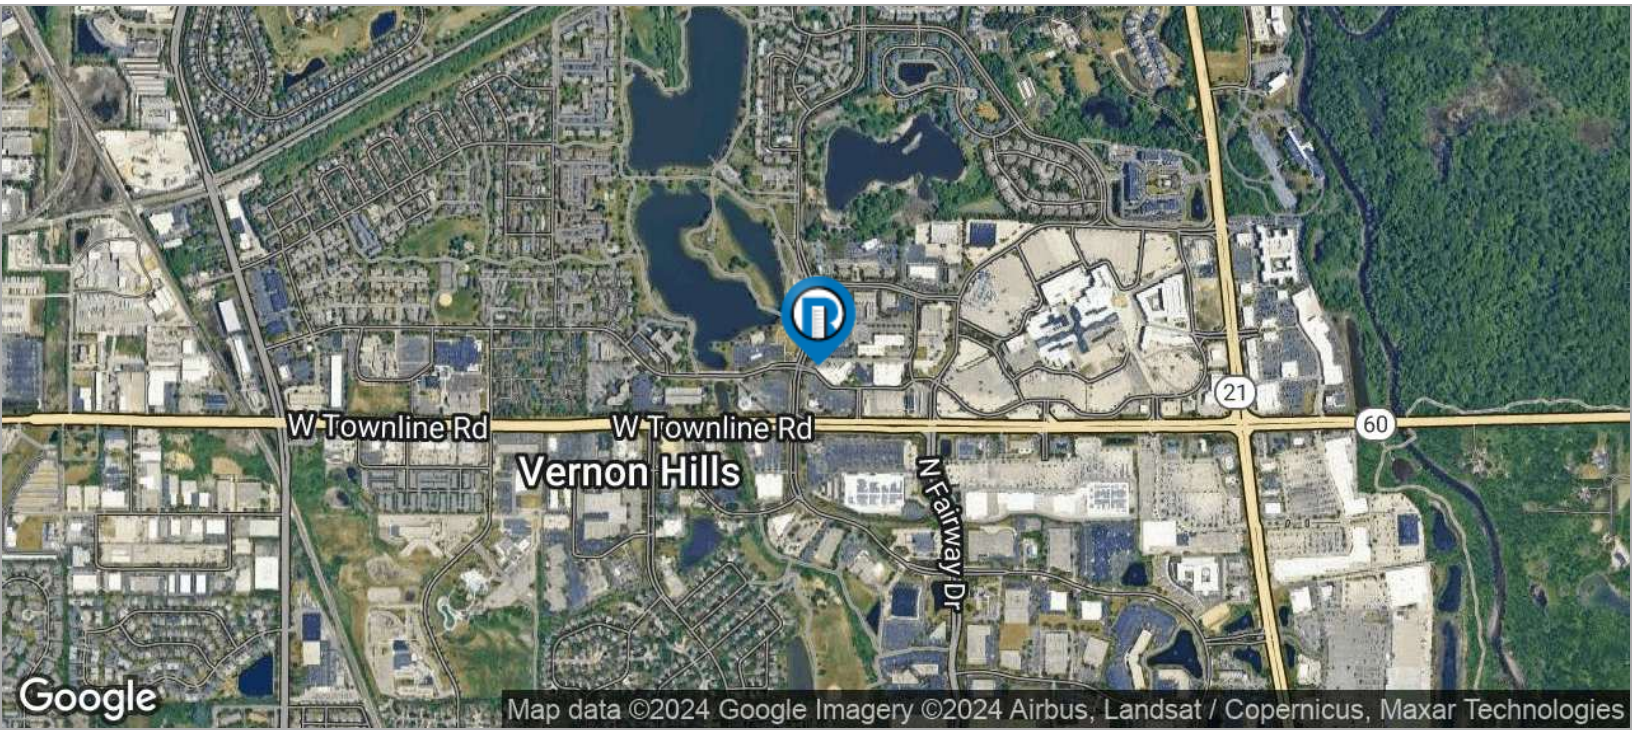 21
60
W Townline Rd
W Townline Rd
Vernon Hills
N Fairway Dr
Google
Map data ©2024 Google Imagery ©2024 Airbus, Landsat / Copernicus, Maxar Technologies